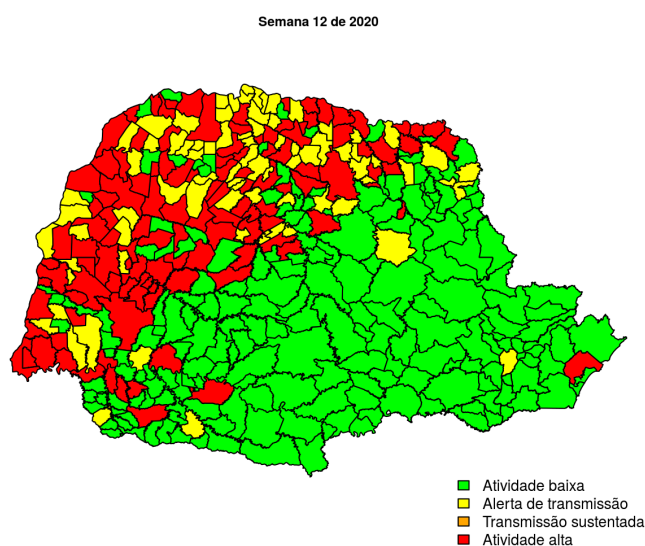 Semana 12 de 2020
Atividade baixa
Alerta de transmissão
Transmissão sustentada
Atividade alta